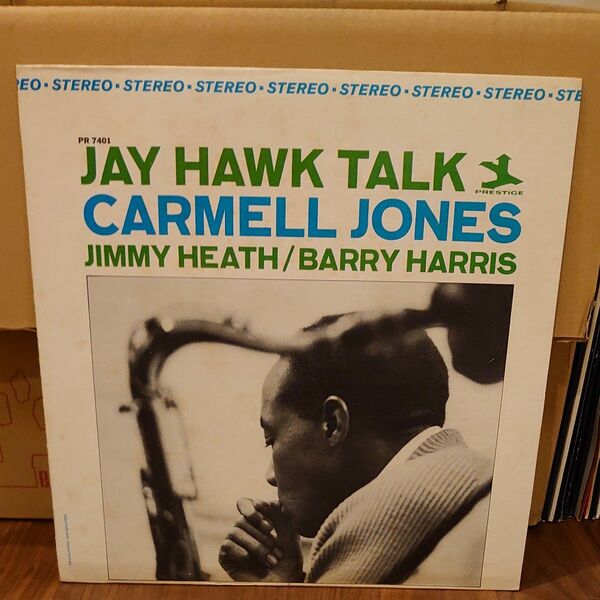 EO · STEREO · STEREO · STEREO · STEREO · STEREO · STEREO · STEREO · STE
PR 7401
JAY HAWK TALK
PRESTIGE
CARMELL JONES
JIMMY HEATH/BARRY HARRIS